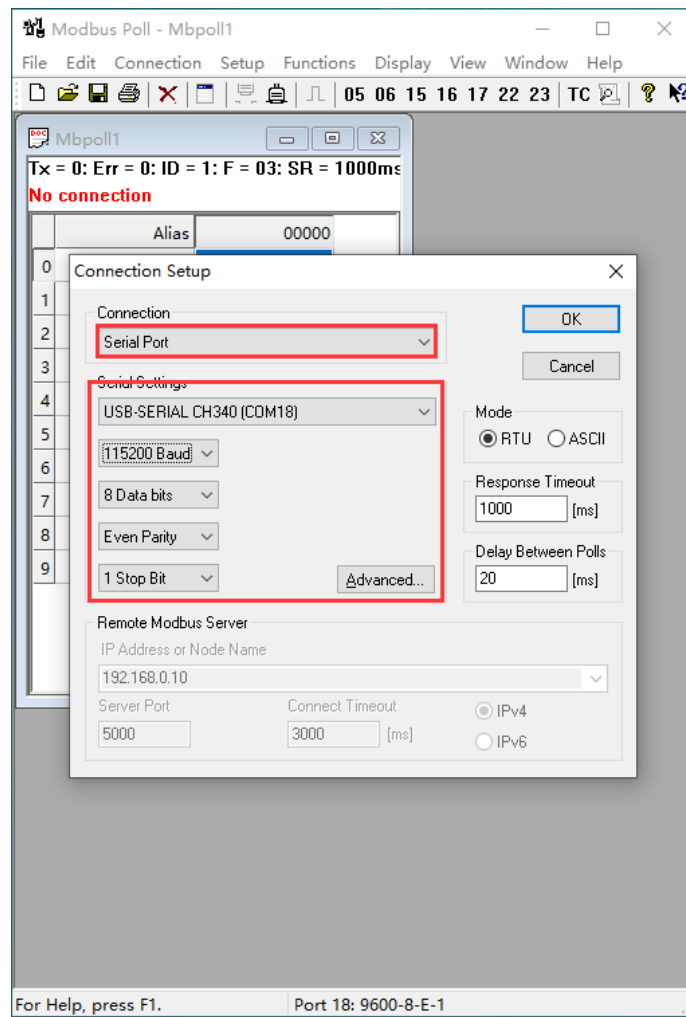 Modbus Poll - Mbpoll1
File Edit Connection Setup Functions Display View Window Help
05 06 15 16 17 22 23 TC
Mbpoll1
Tx = 0: Err = 0: ID = 1: F = 03: SR = 1000ms
No connection
Alias 00000
0
1
2
3
4
5
6
7
8
9
Connection Setup
Connection
Serial Port
OK
Cancel
Serial Settings
USB-SERIAL CH340 (COM18)
115200 Baud
8 Data bits
Even Parity
1 Stop Bit
Advanced...
Mode
RTU ASCII
Response Timeout
1000 [ms]
Delay Between Polls
20 [ms]
Remote Modbus Server
IP Address or Node Name
192.168.0.10
Server Port Connect Timeout
5000 3000 [ms]
IPv4
IPv6
For Help, press F1. Port 18: 9600-8-E-1